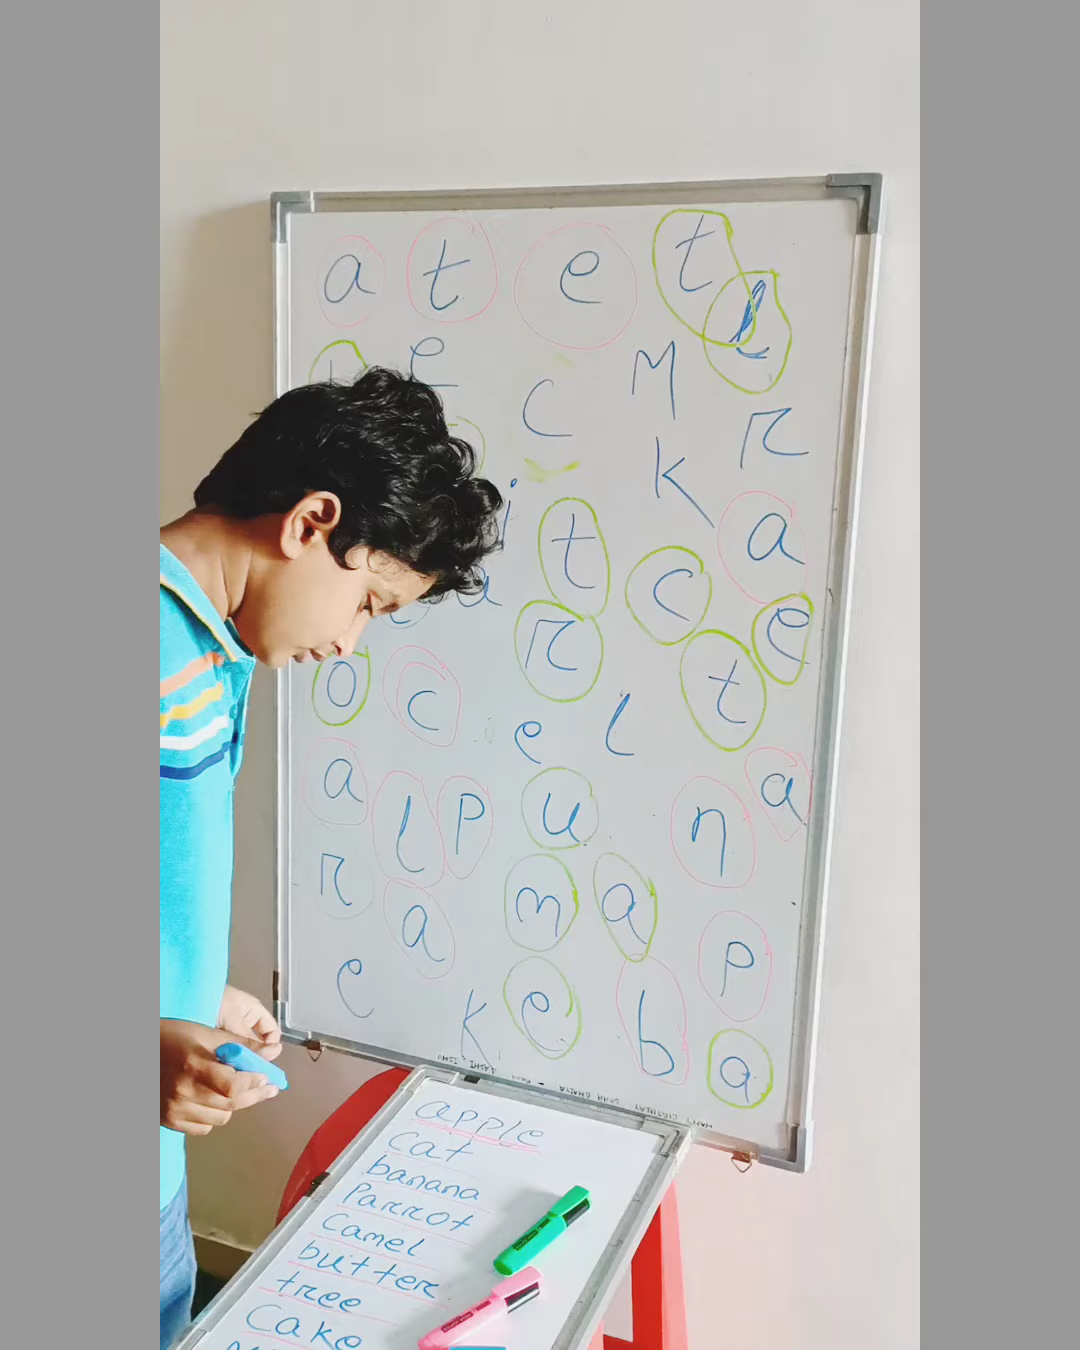 a t e t l
e c M r
i K
t c a
u r e
o c t
e l
a l P u n a
r a m a P
e K e b a
apple
cat
banana
Parrot
Camel
butter
tree
Cake